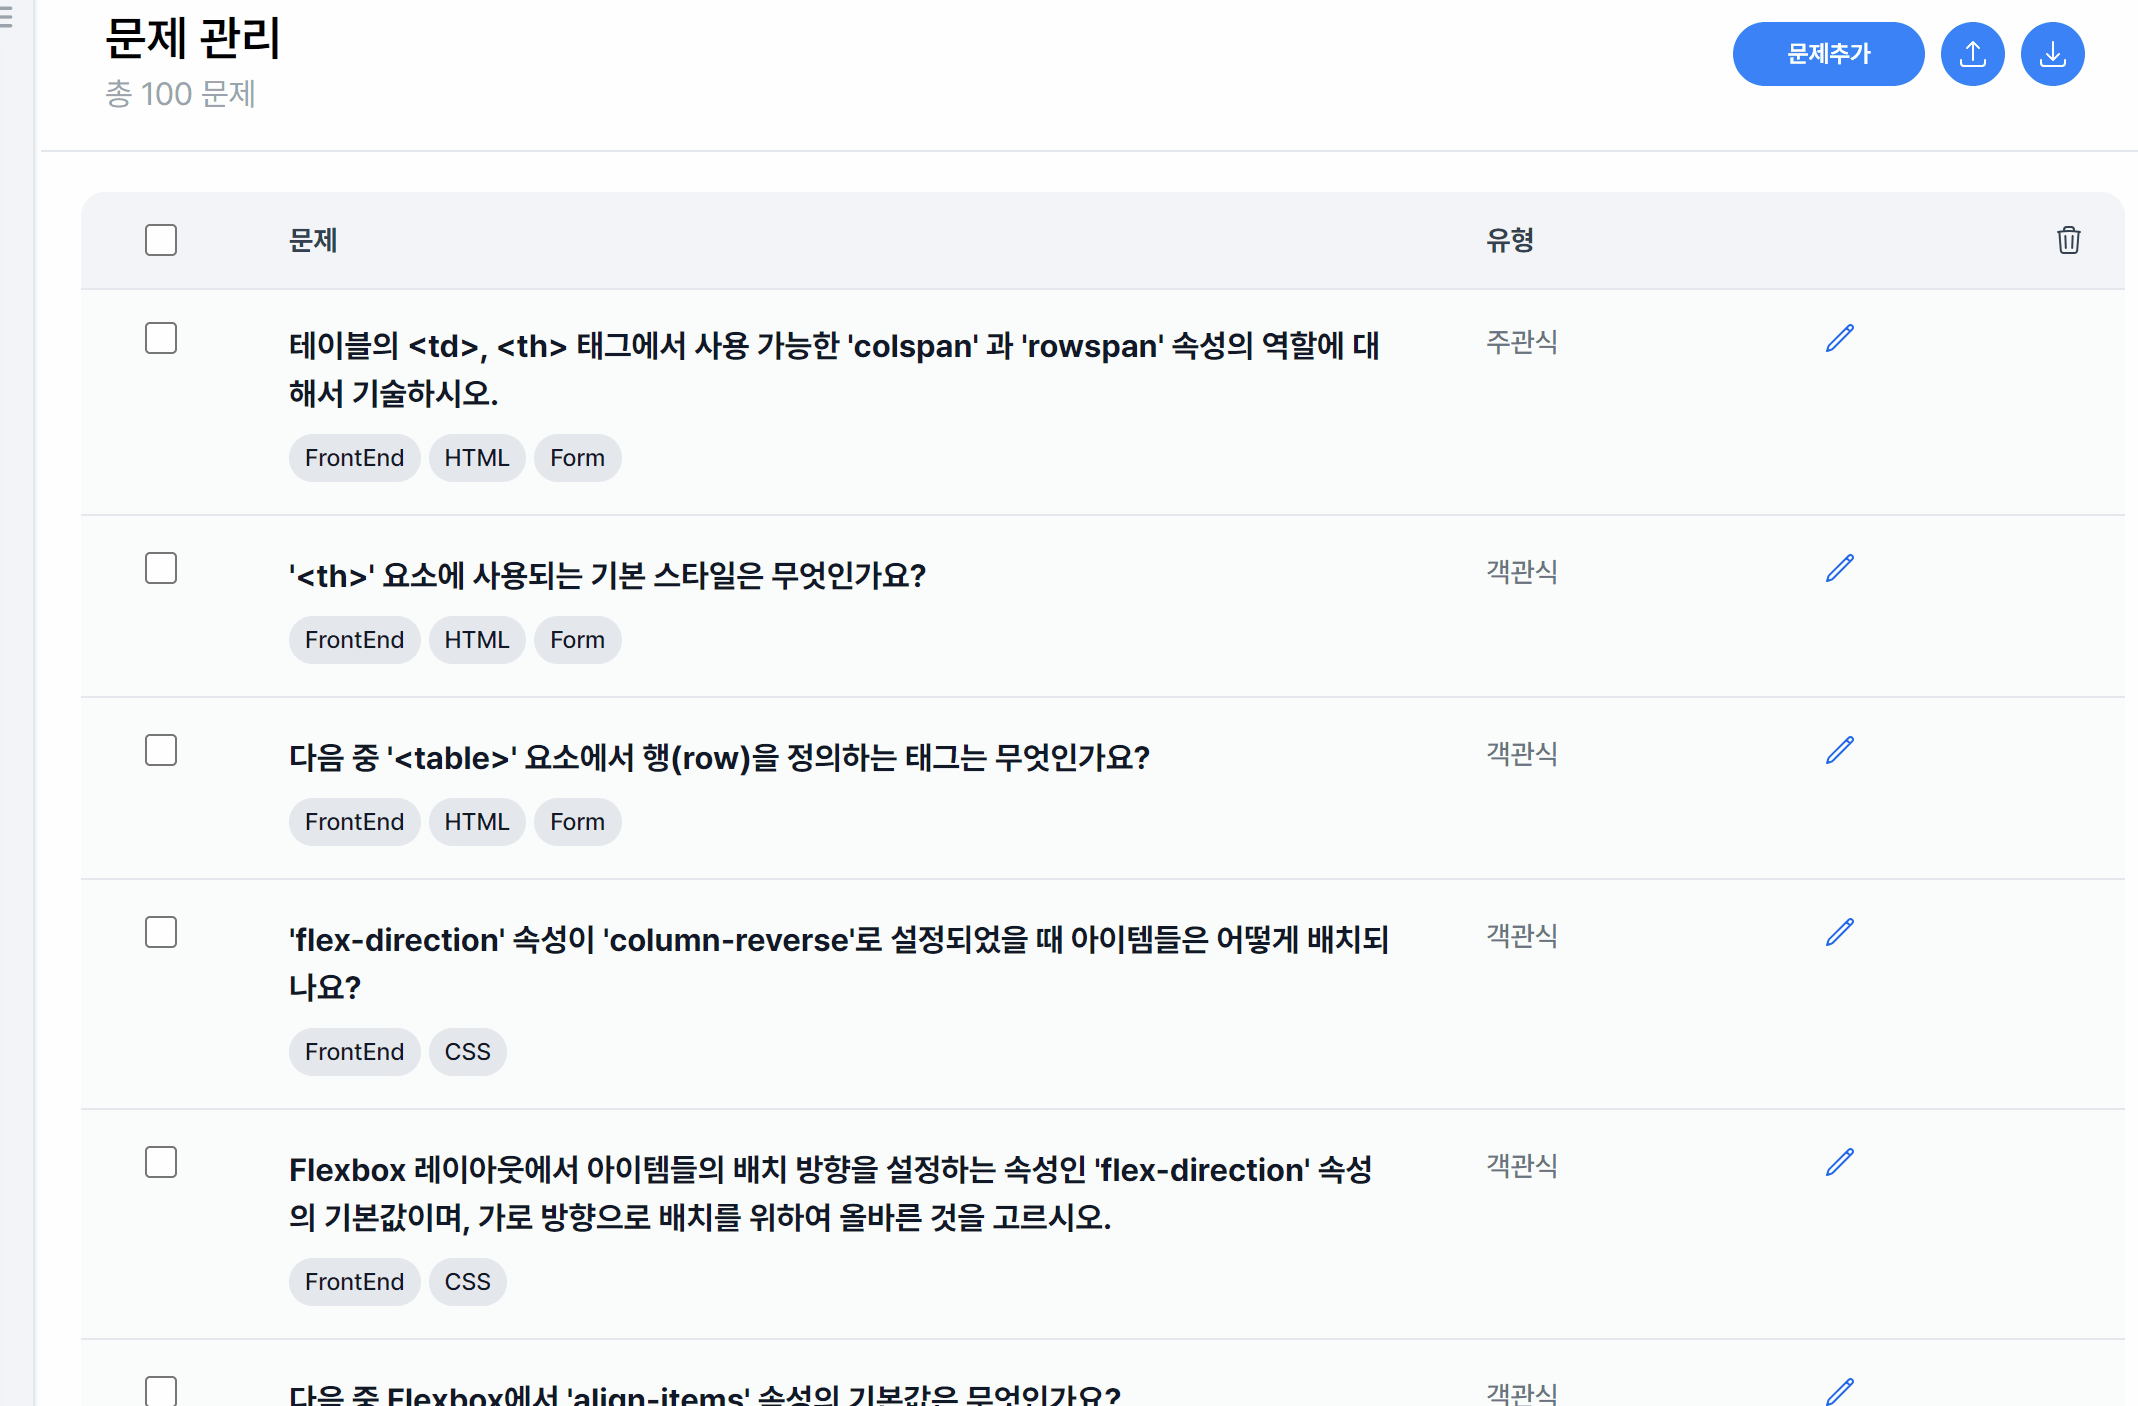 문제 관리
총 100 문제
문제추가
문제 유형
테이블의 <td>, <th> 태그에서 사용 가능한 'colspan' 과 'rowspan' 속성의 역할에 대
해서 기술하시오.
주관식
FrontEnd HTML Form
'<th>' 요소에 사용되는 기본 스타일은 무엇인가요?
객관식
FrontEnd HTML Form
다음 중 '<table>' 요소에서 행(row)을 정의하는 태그는 무엇인가요?
객관식
FrontEnd HTML Form
'flex-direction' 속성이 'column-reverse'로 설정되었을 때 아이템들은 어떻게 배치되
나요?
객관식
FrontEnd CSS
Flexbox 레이아웃에서 아이템들의 배치 방향을 설정하는 속성인 'flex-direction' 속성
의 기본값이며, 가로 방향으로 배치를 위하여 올바른 것을 고르시오.
객관식
FrontEnd CSS
다음 중 Flexbox에서 'align-items' 속성의 기본값은 무엇인가요?
객관식